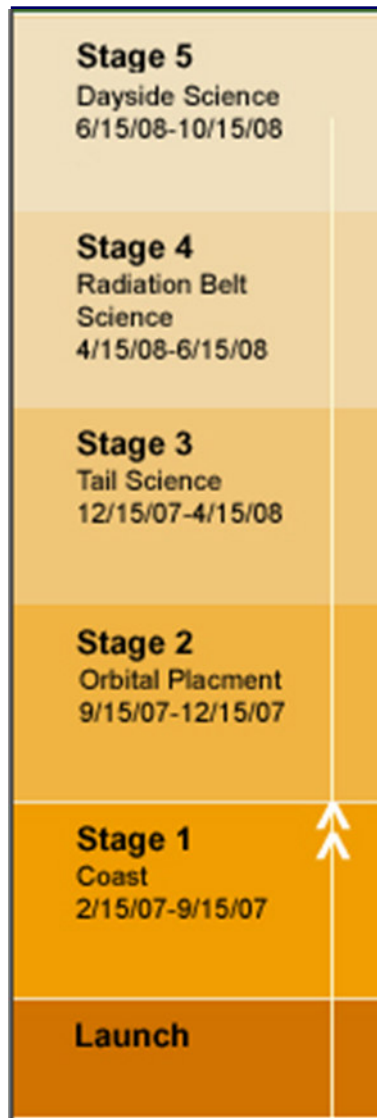 Stage 5
Dayside Science
6/15/08-10/15/08
Stage 4
Radiation Belt
Science
4/15/08-6/15/08
Stage 3
Tail Science
12/15/07-4/15/08
Stage 2
Orbital Placment
9/15/07-12/15/07
Stage 1
Coast
2/15/07-9/15/07
Launch